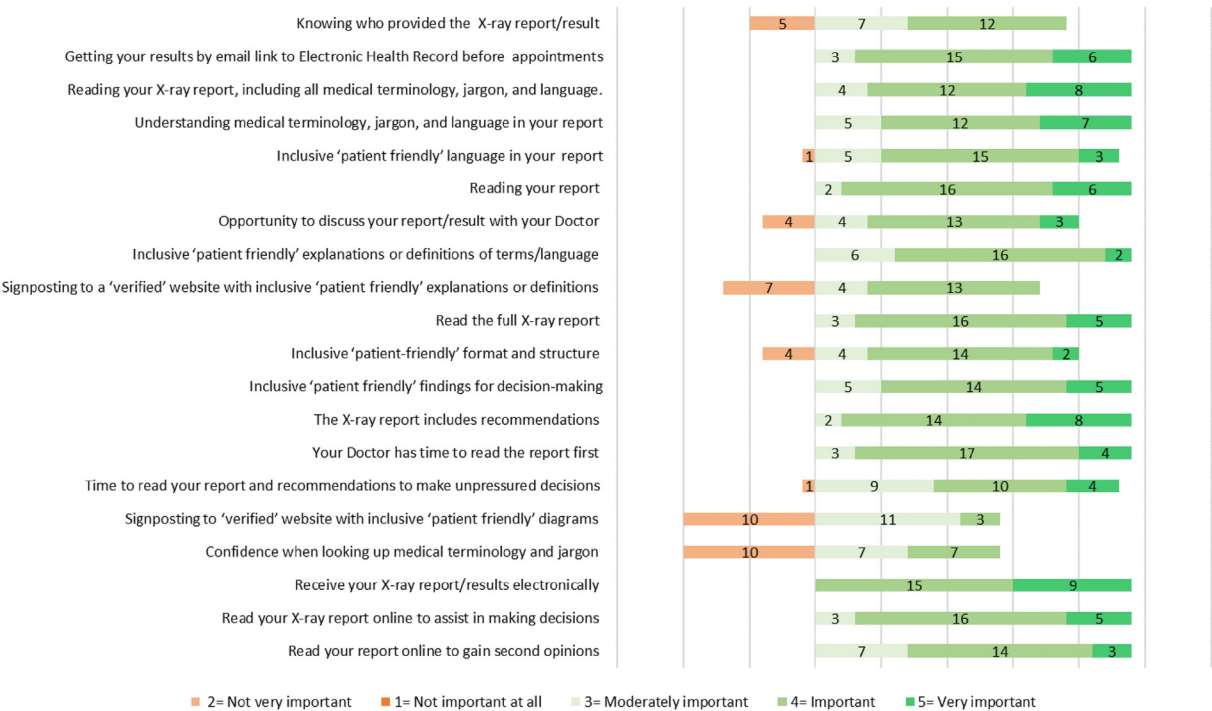 Knowing who provided the X-ray report/result 5 7 12
Getting your results by email link to Electronic Health Record before appointments 3 15 6
Reading your X-ray report, including all medical terminology, jargon, and language. 4 12 8
Understanding medical terminology, jargon, and language in your report 5 12 7
Inclusive ‘patient friendly’ language in your report 1 5 15 3
Reading your report 2 16 6
Opportunity to discuss your report/result with your Doctor 4 4 13 3
Inclusive ‘patient friendly’ explanations or definitions of terms/language 6 16 2
Signposting to a ‘verified’ website with inclusive ‘patient friendly’ explanations or definitions 7 4 13
Read the full X-ray report 3 16 5
Inclusive ‘patient-friendly’ format and structure 4 4 14 2
Inclusive ‘patient friendly’ findings for decision-making 5 14 5
The X-ray report includes recommendations 2 14 8
Your Doctor has time to read the report first 3 17 4
Time to read your report and recommendations to make unpressured decisions 1 9 10 4
Signposting to ‘verified’ website with inclusive ‘patient friendly’ diagrams 10 11 3
Confidence when looking up medical terminology and jargon 10 7 7
Receive your X-ray report/results electronically 15 9
Read your X-ray report online to assist in making decisions 3 16 5
Read your report online to gain second opinions 7 14 3
2= Not very important 1= Not important at all 3= Moderately important 4= Important 5= Very important